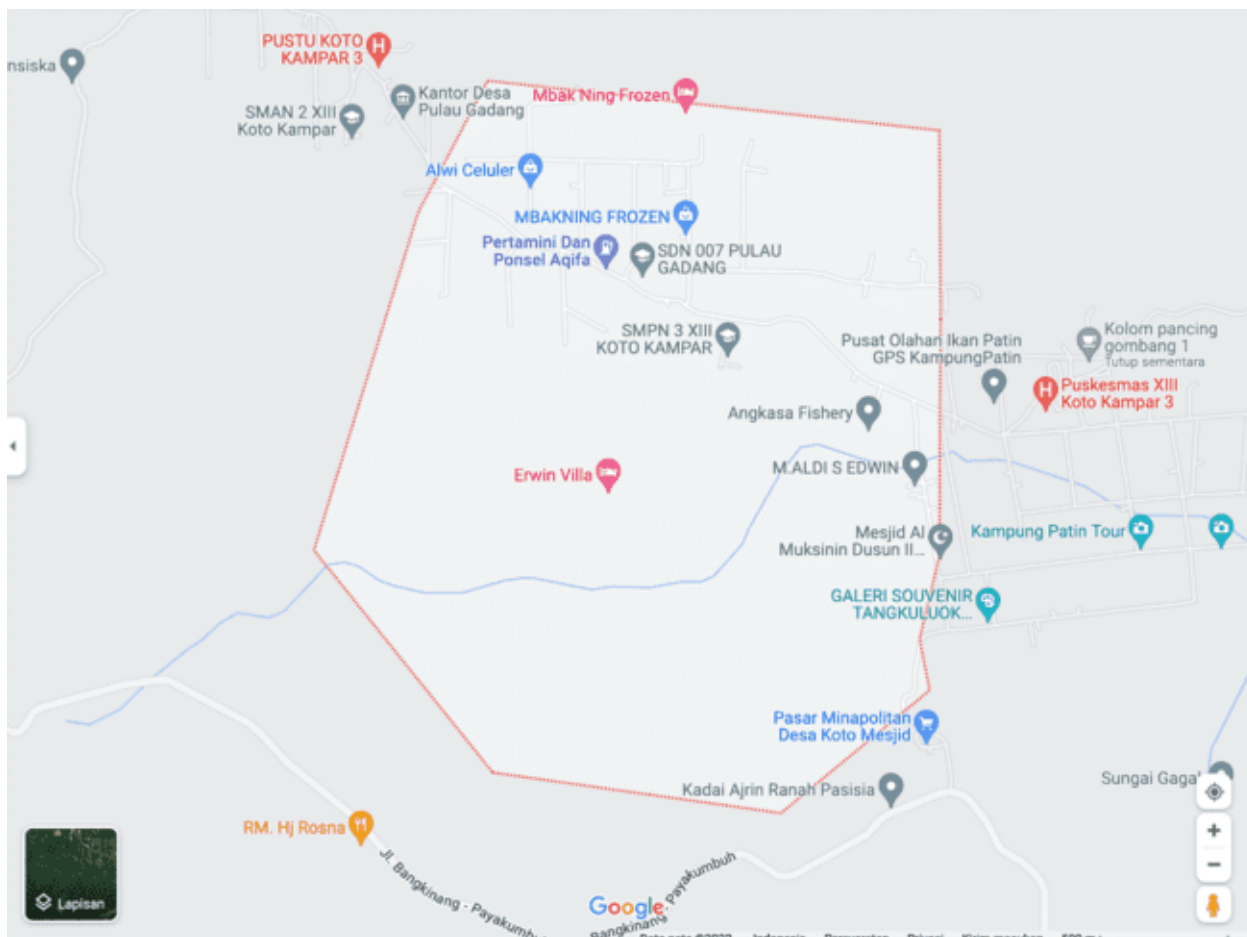 nsiska
PUSTU KOTO
KAMPAR 3
Kantor Desa
Pulau Gadang
SMAN 2 XIII
Koto Kampar
Mbak Ning Frozen
Alwi Celuler
MBAKNING FROZEN
Pertamini Dan
Ponsel Aqifa
SDN 007 PULAU
GADANG
SMPN 3 XIII
KOTO KAMPAR
Pusat Olahan Ikan Patin
GPS KampungPatin
Kolom pancing
gombang 1
Tutup sementara
Puskesmas XIII
Koto Kampar 3
Angkasa Fishery
M.ALDI S EDWIN
Erwin Villa
Mesjid Al
Muksinin Dusun II...
Kampung Patin Tour
GALERI SOUVENIR
TANGKULUOK...
Pasar Minapolitan
Desa Koto Mesjid
Kadai Ajrin Ranah Pasisia
Sungai Gagal
RM. Hj Rosna
Jl. Bangkinang - Payakumbuh
Bangkinang - Payakumbuh
Lapisan
Google